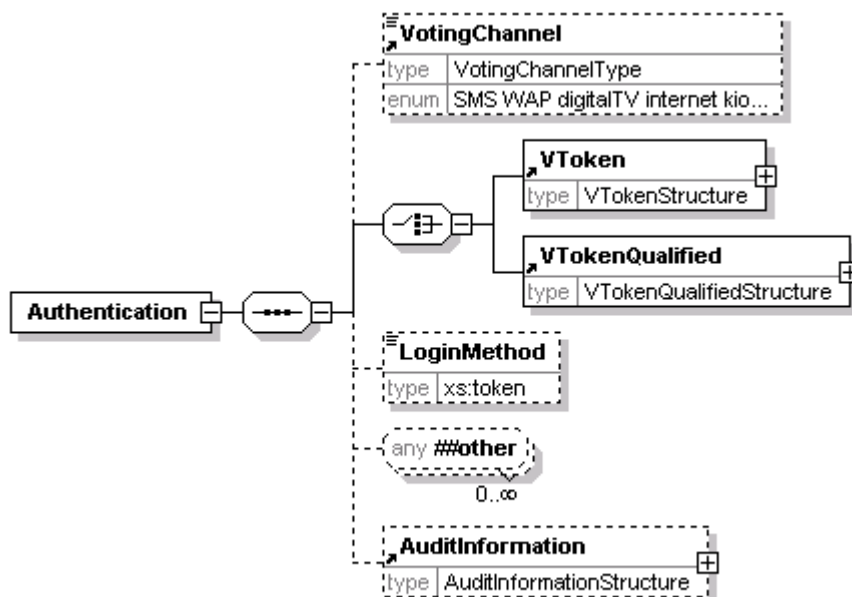 VotingChannel
type VotingChannelType
enum SMS WAP digitalTV internet kio...
VToken
type VTokenStructure
VTokenQualified
type VTokenQualifiedStructure
Authentication
LoginMethod
type xs:token
any ##other
0..∞
AuditInformation
type AuditInformationStructure